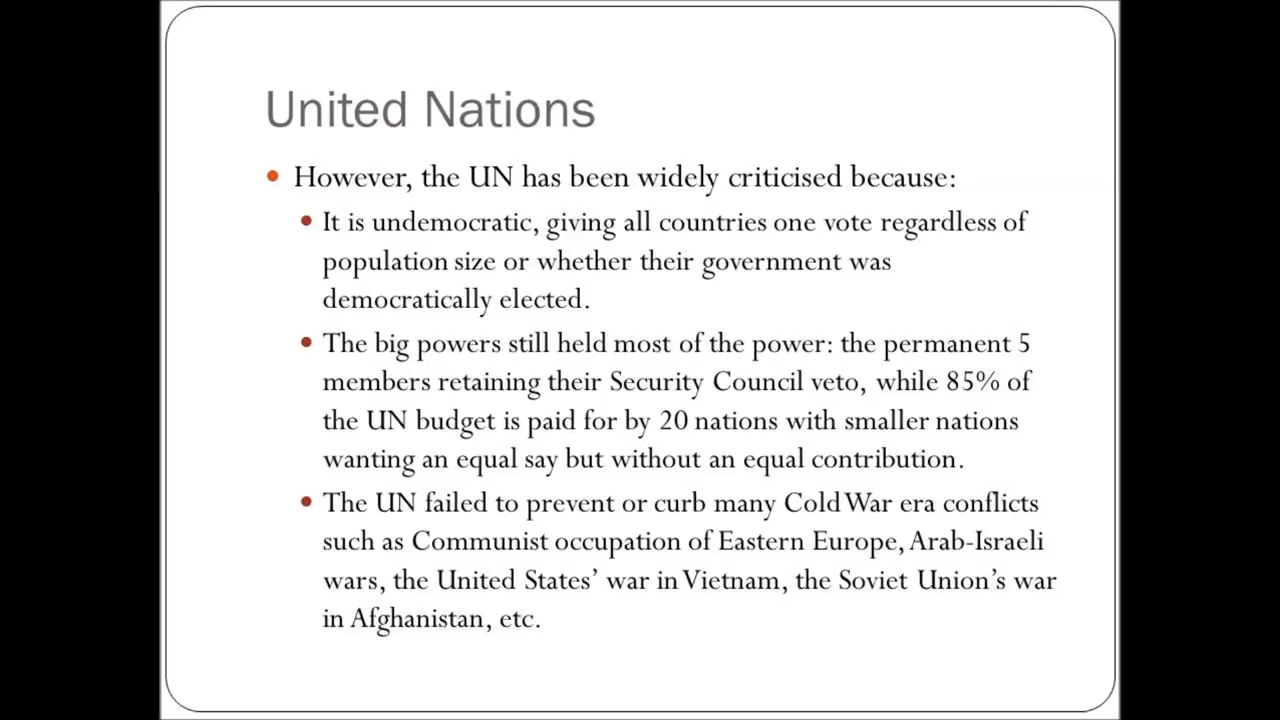 United Nations
• However, the UN has been widely criticised because:
• It is undemocratic, giving all countries one vote regardless of
population size or whether their government was
democratically elected.
• The big powers still held most of the power: the permanent 5
members retaining their Security Council veto, while 85% of
the UN budget is paid for by 20 nations with smaller nations
wanting an equal say but without an equal contribution.
• The UN failed to prevent or curb many Cold War era conflicts
such as Communist occupation of Eastern Europe, Arab-Israeli
wars, the United States’ war in Vietnam, the Soviet Union’s war
in Afghanistan, etc.